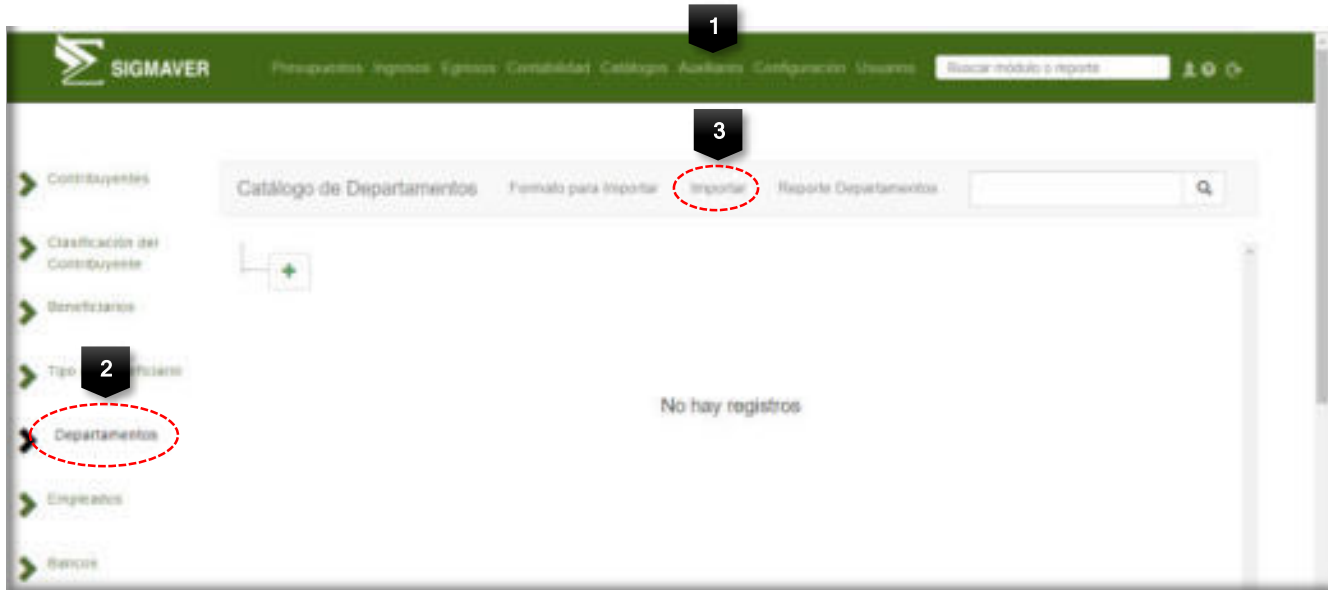 1
SIGMAVER
Presupuestos Ingresos Egresos Contabilidad Catálogos Auxiliares Configuración Usuarios
Buscar módulo o reporte
3
Contribuyentes
Catálogo de Departamentos Formato para Importar Importar Reporte Departamentos
Clasificación del
Contribuyente
Beneficiarios
2
Tipo
Departamentos
No hay registros
Empleados
Bancos